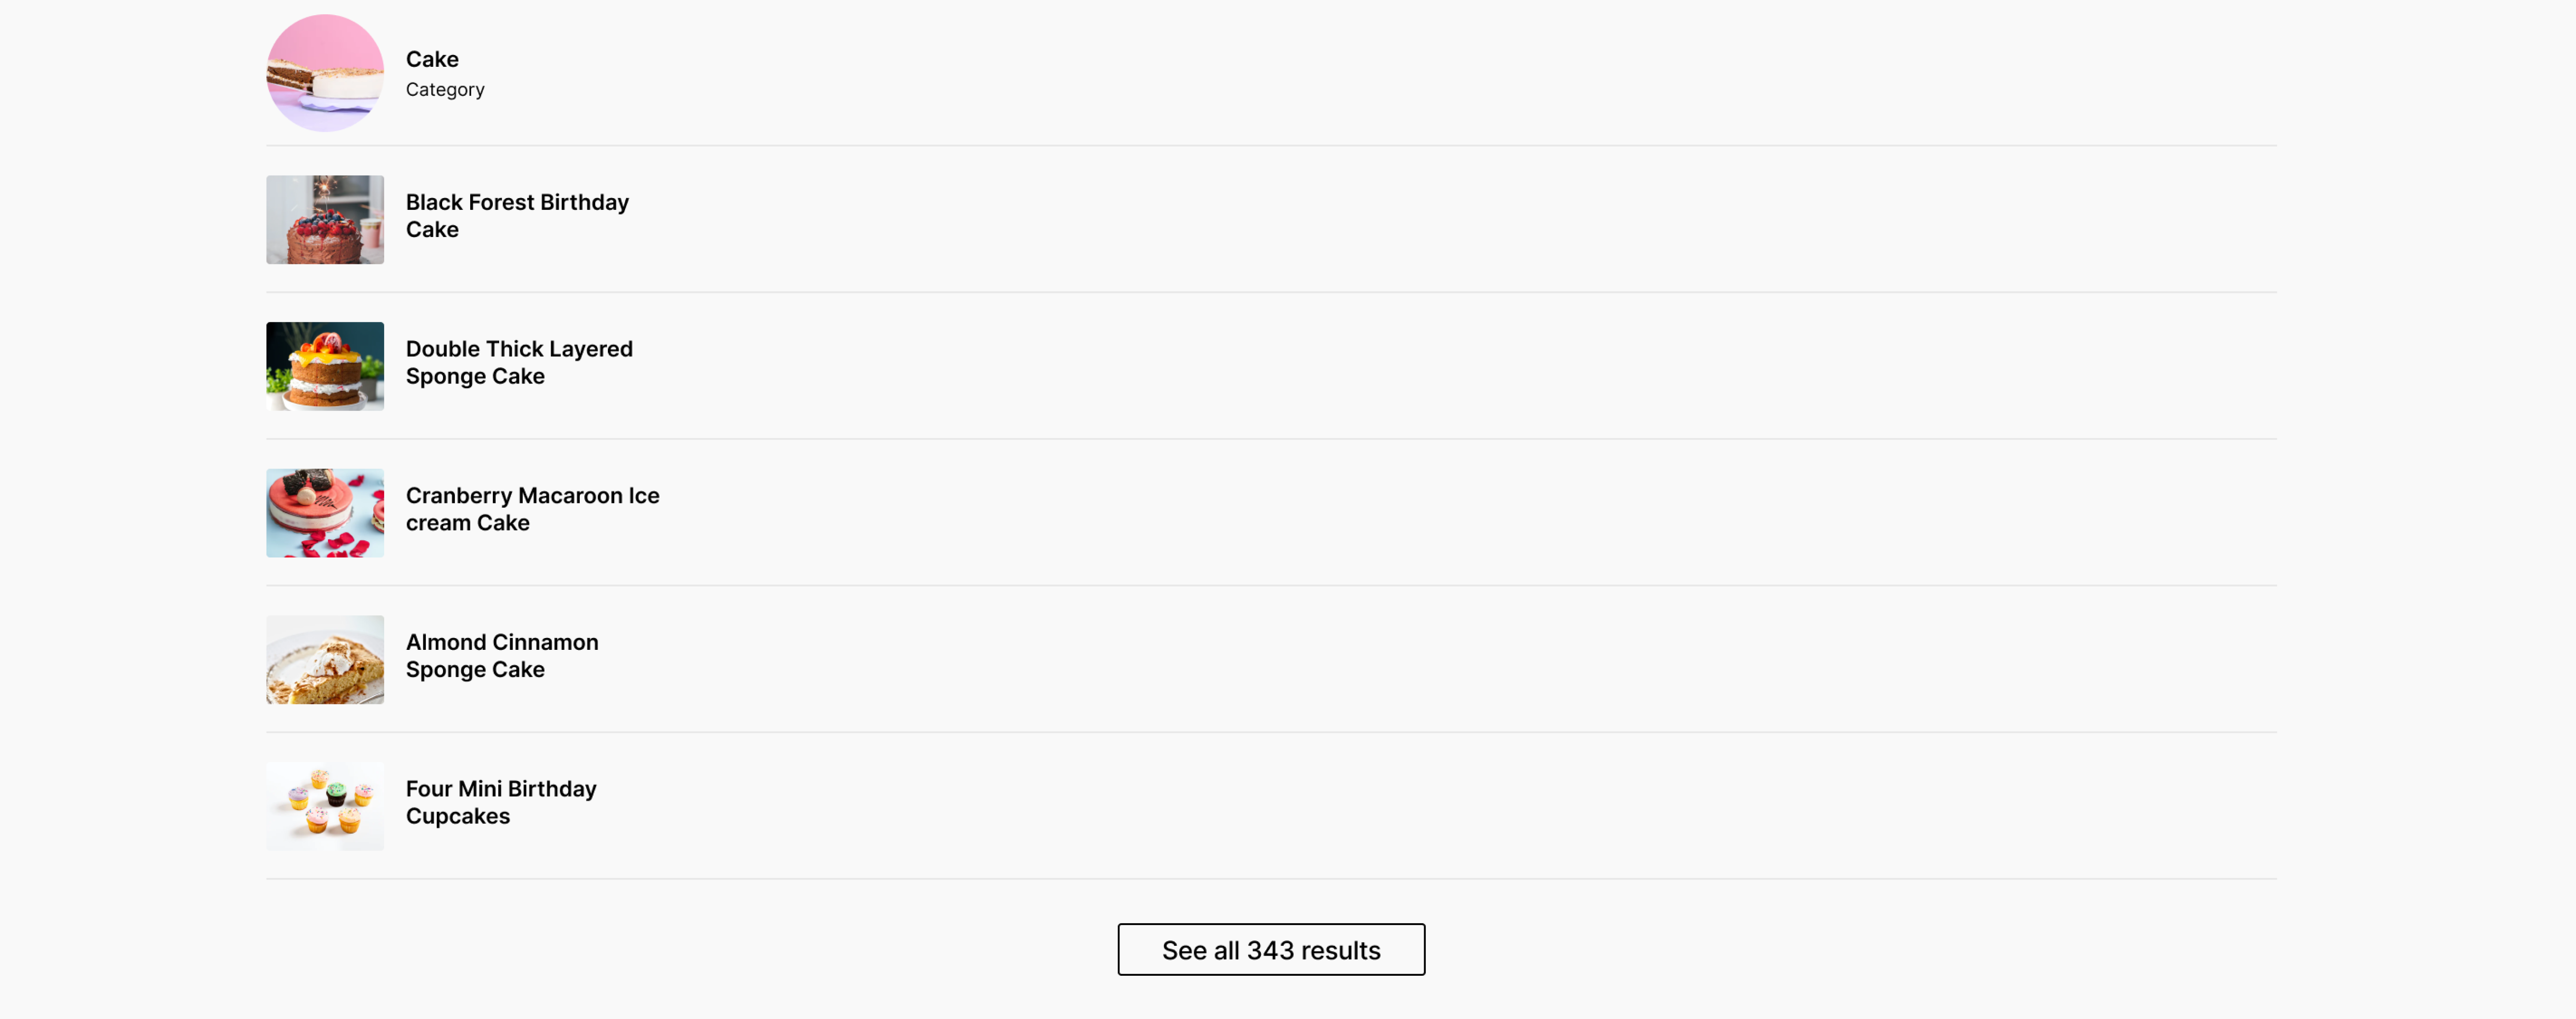 Cake
Category
Black Forest Birthday
Cake
Double Thick Layered
Sponge Cake
Cranberry Macaroon Ice
cream Cake
Almond Cinnamon
Sponge Cake
Four Mini Birthday
Cupcakes
See all 343 results